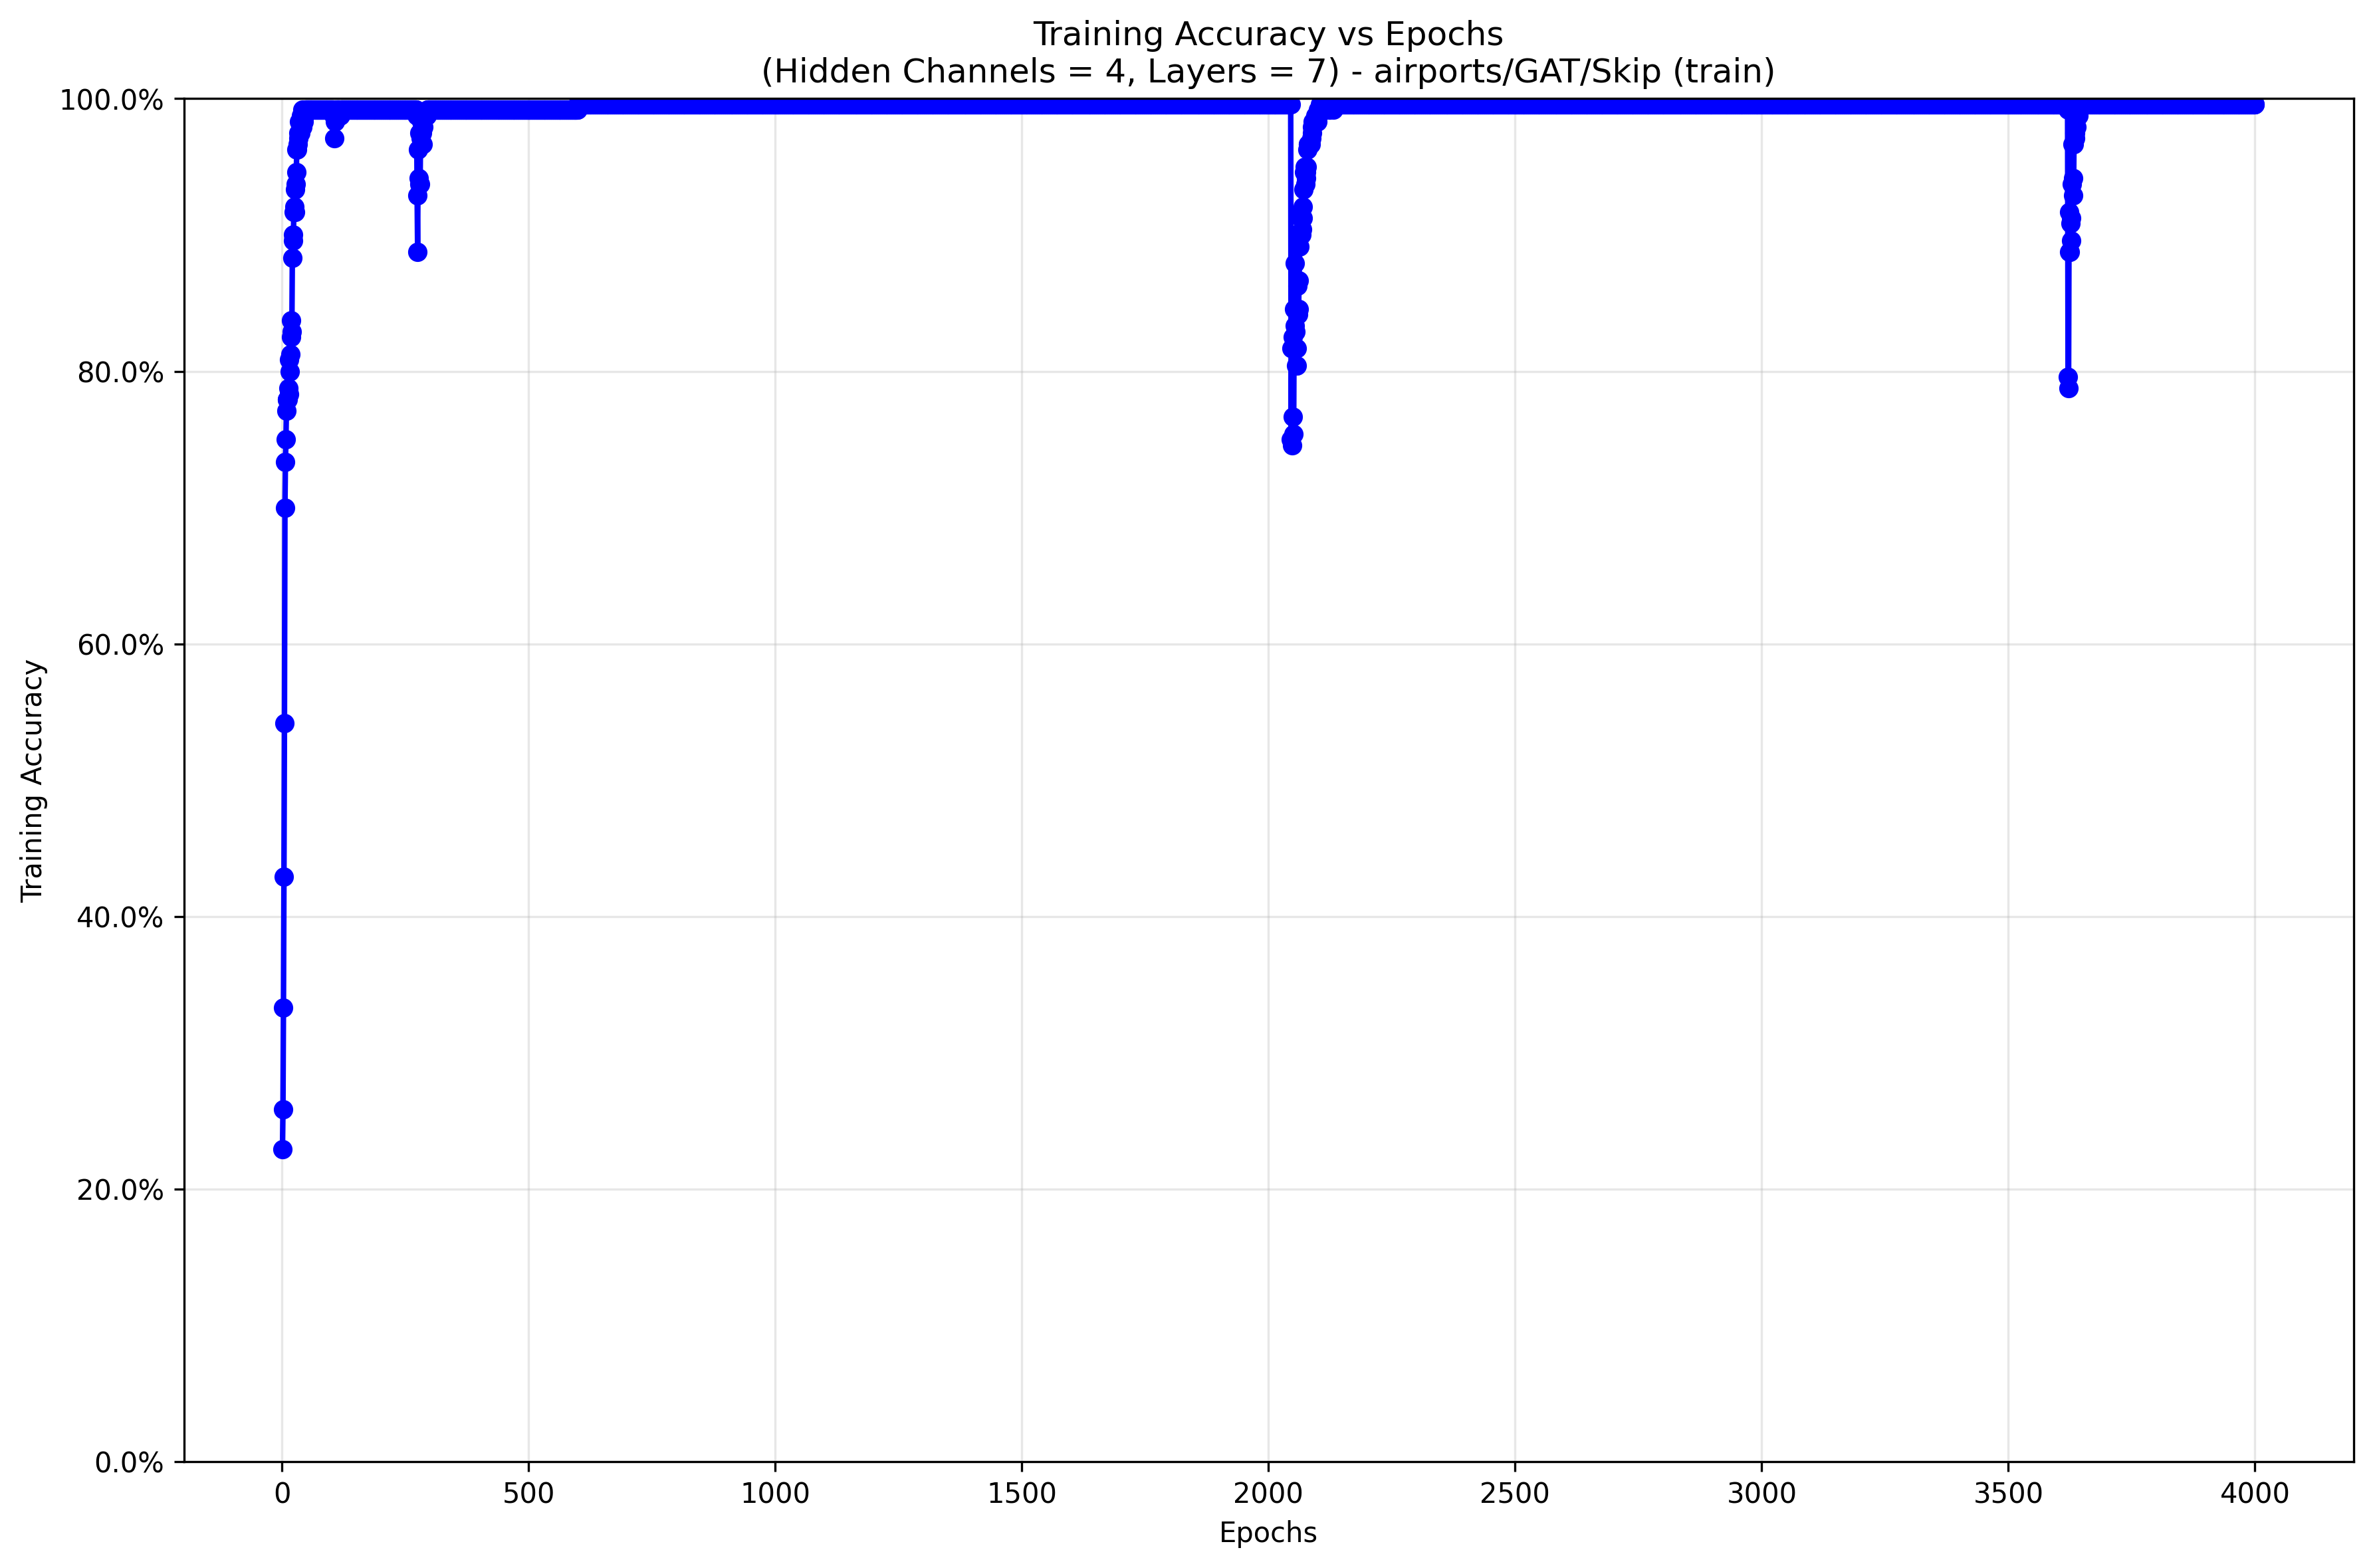 Training Accuracy vs Epochs
(Hidden Channels = 4, Layers = 7) - airports/GAT/Skip (train)
100.0%
80.0%
60.0%
40.0%
20.0%
0.0%
Training Accuracy
0 500 1000 1500 2000 2500 3000 3500 4000
Epochs